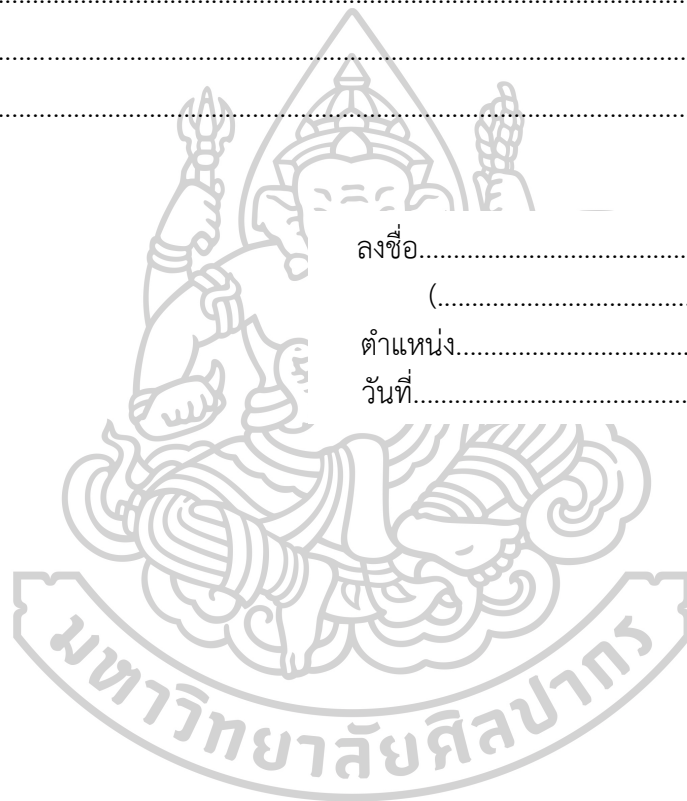 ................................................................................................
................................................................................................
................................................................................................
ลงชื่อ.......................................
(....................................
ตำแหน่ง..................................
วันที่........................................
มหาวิทยาลัยศิลปากร